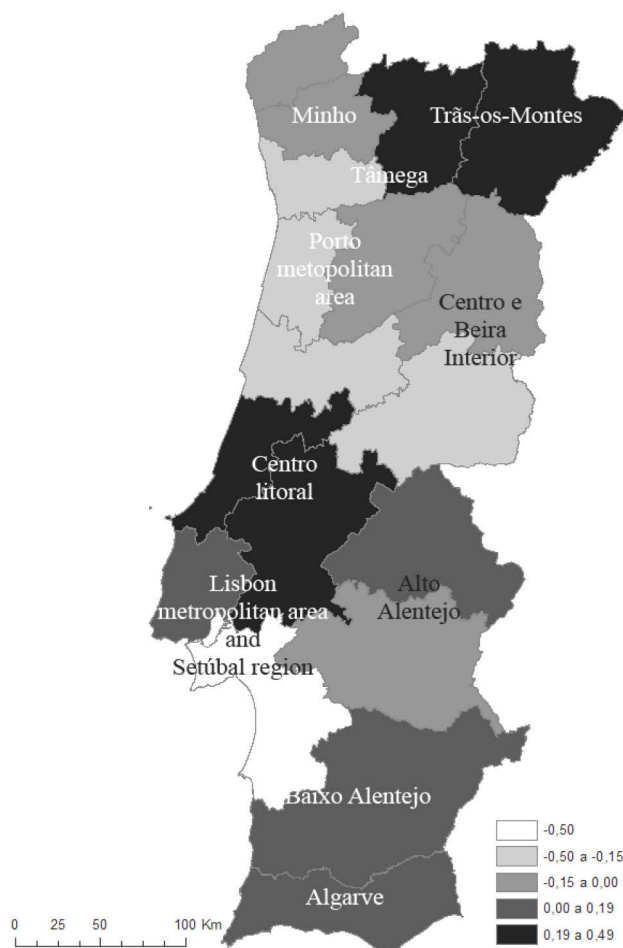 Minho
Trãs-os-Montes
Tâmega
Porto
metopolitan
area
Centro e
Beira
Interior
Centro
litoral
Lisbon
metropolitan area
and
Setúbal region
Alto
Alentejo
Baixo Alentejo
Algarve
-0,50
-0,50 a -0,15
-0,15 a 0,00
0,00 a 0,19
0,19 a 0,49
0 25 50 100 Km